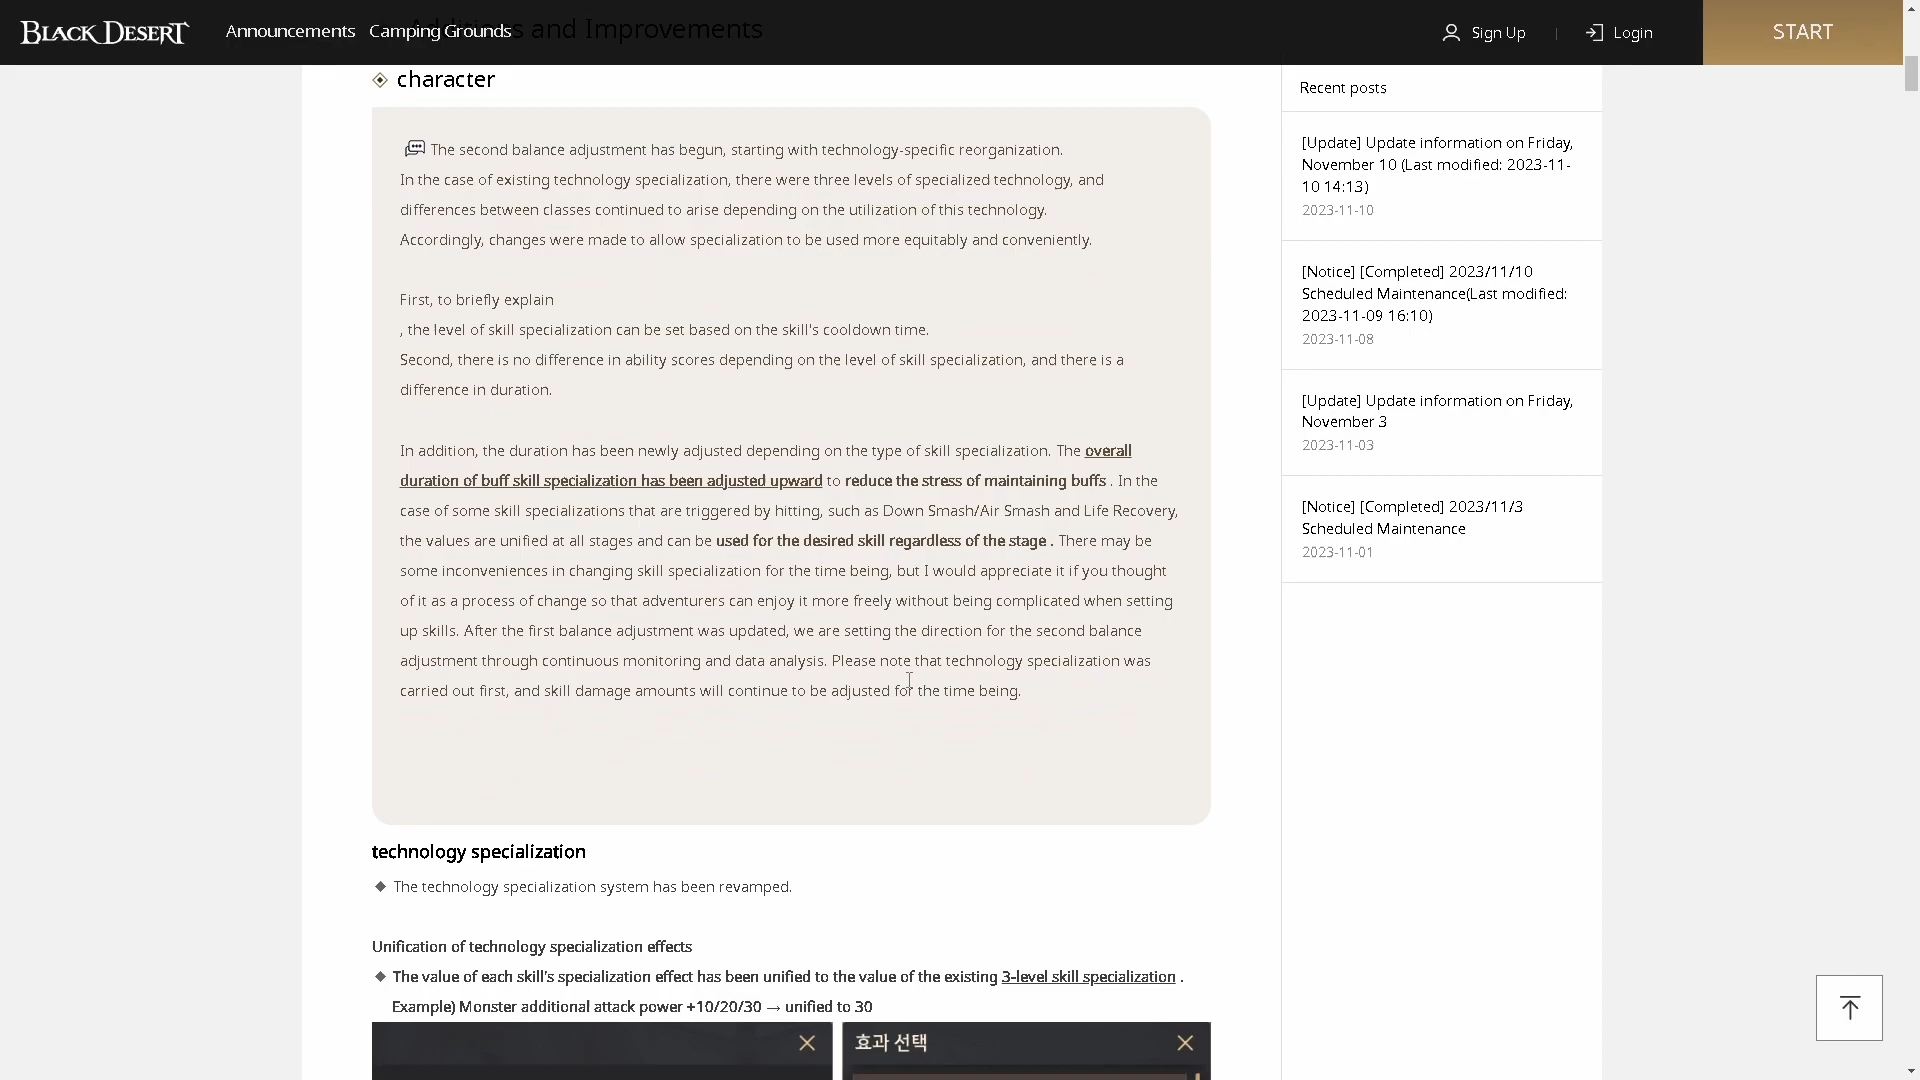 BLACK DESERT
Announcements
Camping Grounds
Additions and Improvements
Sign Up
Login
START
character
The second balance adjustment has begun, starting with technology-specific reorganization.
In the case of existing technology specialization, there were three levels of specialized technology, and
differences between classes continued to arise depending on the utilization of this technology.
Accordingly, changes were made to allow specialization to be used more equitably and conveniently.
First, to briefly explain
, the level of skill specialization can be set based on the skill's cooldown time.
Second, there is no difference in ability scores depending on the level of skill specialization, and there is a
difference in duration.
In addition, the duration has been newly adjusted depending on the type of skill specialization. The overall
duration of buff skill specialization has been adjusted upward to reduce the stress of maintaining buffs . In the
case of some skill specializations that are triggered by hitting, such as Down Smash/Air Smash and Life Recovery,
the values are unified at all stages and can be used for the desired skill regardless of the stage . There may be
some inconveniences in changing skill specialization for the time being, but I would appreciate it if you thought
of it as a process of change so that adventurers can enjoy it more freely without being complicated when setting
up skills. After the first balance adjustment was updated, we are setting the direction for the second balance
adjustment through continuous monitoring and data analysis. Please note that technology specialization was
carried out first, and skill damage amounts will continue to be adjusted for the time being.
technology specialization
◆ The technology specialization system has been revamped.
Unification of technology specialization effects
◆ The value of each skill's specialization effect has been unified to the value of the existing 3-level skill specialization .
Example) Monster additional attack power +10/20/30 → unified to 30
효과 선택
Recent posts
[Update] Update information on Friday,
November 10 (Last modified: 2023-11-
10 14:13)
2023-11-10
[Notice] [Completed] 2023/11/10
Scheduled Maintenance(Last modified:
2023-11-09 16:10)
2023-11-08
[Update] Update information on Friday,
November 3
2023-11-03
[Notice] [Completed] 2023/11/3
Scheduled Maintenance
2023-11-01